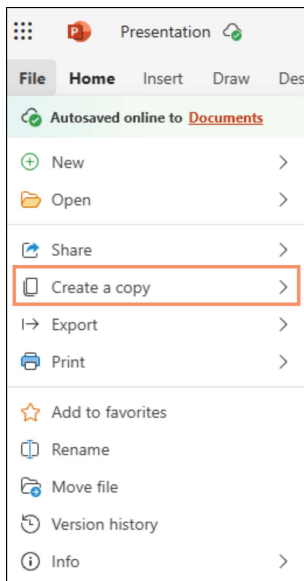 P Presentation
File Home Insert Draw Des
Autosaved online to Documents
New
Open
Share
Create a copy
Export
Print
Add to favorites
Rename
Move file
Version history
Info